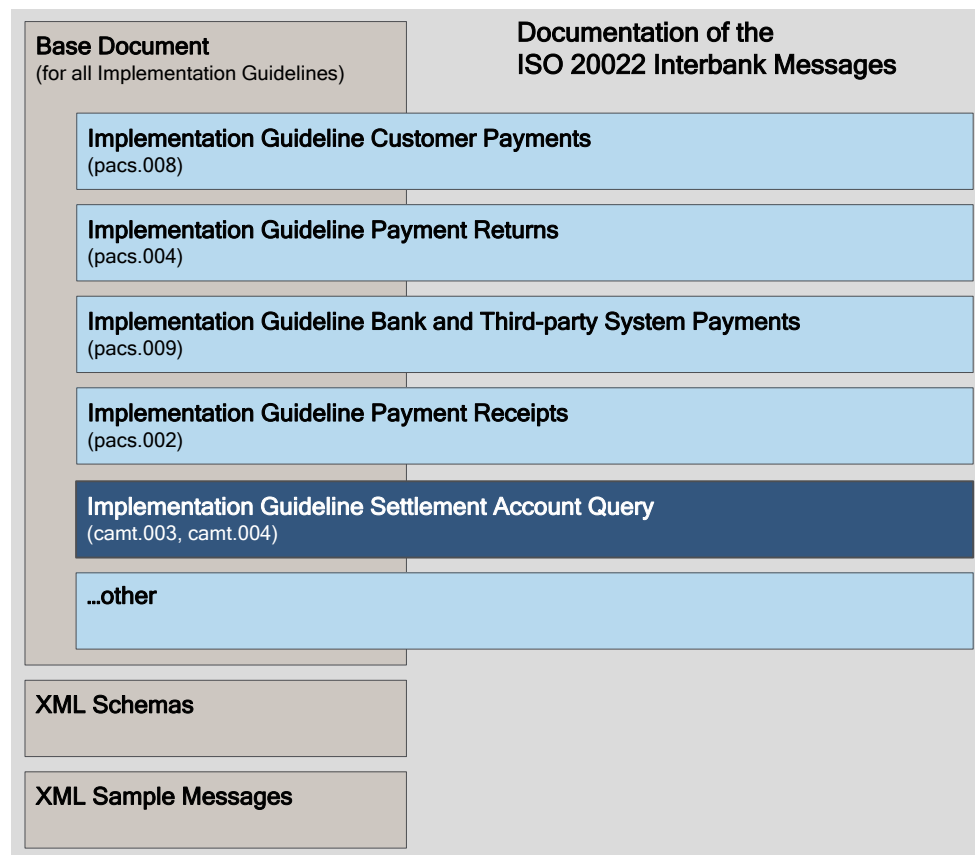 Base Document
(for all Implementation Guidelines)
Documentation of the
ISO 20022 Interbank Messages
Implementation Guideline Customer Payments
(pacs.008)
Implementation Guideline Payment Returns
(pacs.004)
Implementation Guideline Bank and Third-party System Payments
(pacs.009)
Implementation Guideline Payment Receipts
(pacs.002)
Implementation Guideline Settlement Account Query
(camt.003, camt.004)
...other
XML Schemas
XML Sample Messages